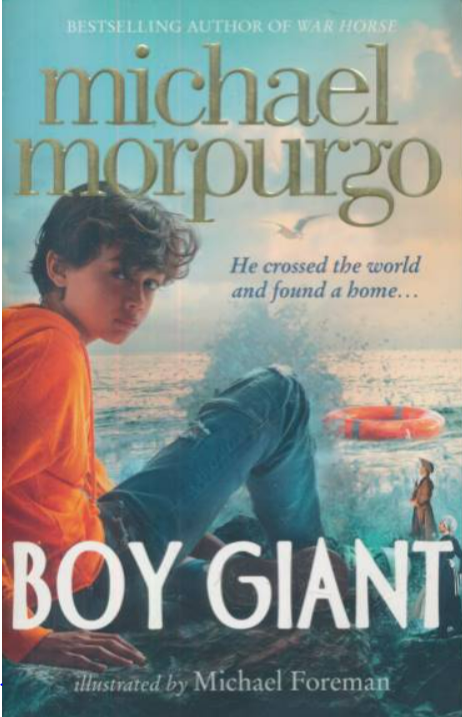 BESTSELLING AUTHOR OF WAR HORSE
michael
morpurgo
He crossed the world
and found a home...
BOY GIANT
illustrated by Michael Foreman